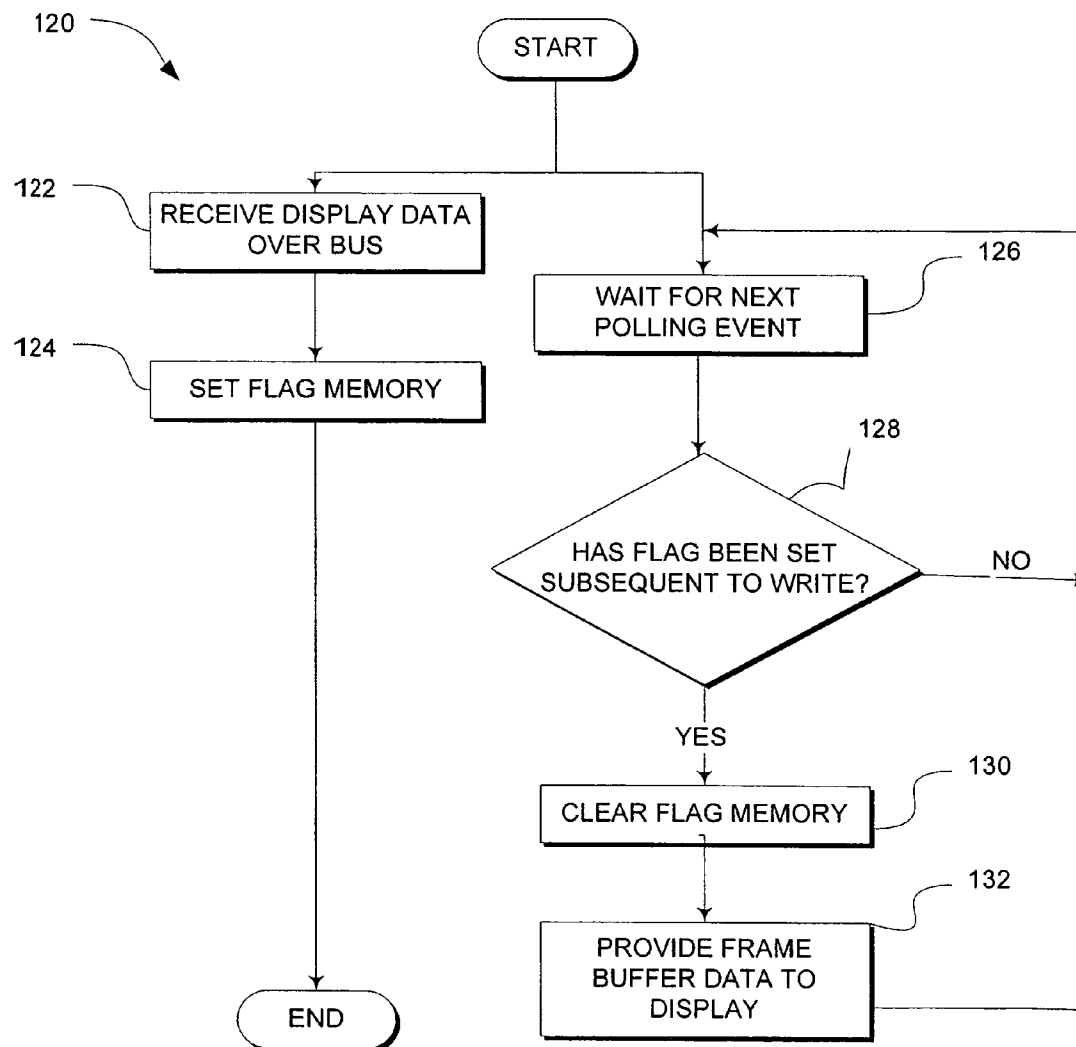 120
START
122
RECEIVE DISPLAY DATA
OVER BUS
126
WAIT FOR NEXT
POLLING EVENT
124
SET FLAG MEMORY
128
HAS FLAG BEEN SET
SUBSEQUENT TO WRITE?
NO
YES
130
CLEAR FLAG MEMORY
132
PROVIDE FRAME
BUFFER DATA TO
DISPLAY
END